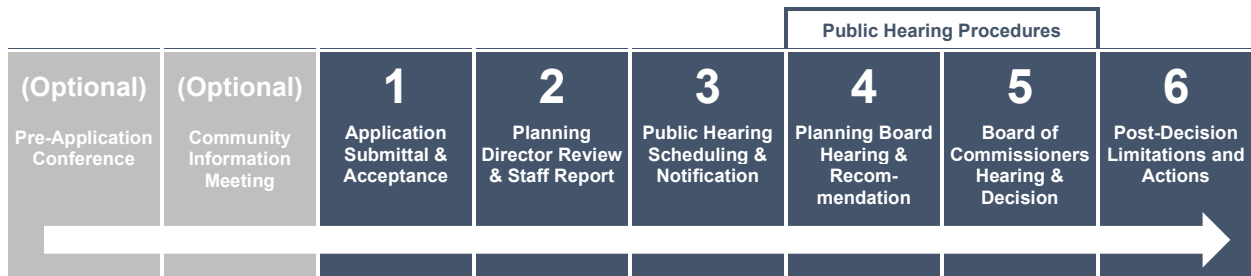 Public Hearing Procedures
(Optional)
Pre-Application
Conference
(Optional)
Community
Information
Meeting
1
Application
Submittal &
Acceptance
2
Planning
Director Review
& Staff Report
3
Public Hearing
Scheduling &
Notification
4
Planning Board
Hearing &
Recom-
mendation
5
Board of
Commissioners
Hearing &
Decision
6
Post-Decision
Limitations and
Actions